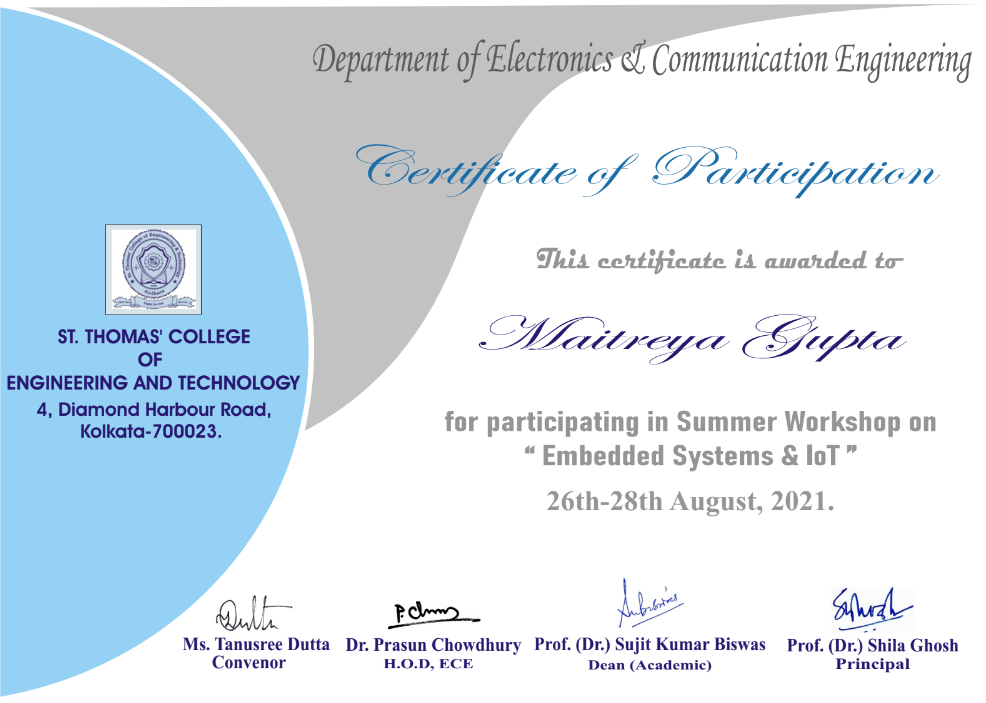 Department of Electronics & Communication Engineering
Certificate of Participation
This certificate is awarded to
Maitreya Gupta
for participating in Summer Workshop on
“ Embedded Systems & IoT ”
26th-28th August, 2021.
ST. THOMAS' COLLEGE
OF
ENGINEERING AND TECHNOLOGY
4, Diamond Harbour Road,
Kolkata-700023.
Ms. Tanusree Dutta
Convenor
Dr. Prasun Chowdhury
H.O.D, ECE
Prof. (Dr.) Sujit Kumar Biswas
Dean (Academic)
Prof. (Dr.) Shila Ghosh
Principal